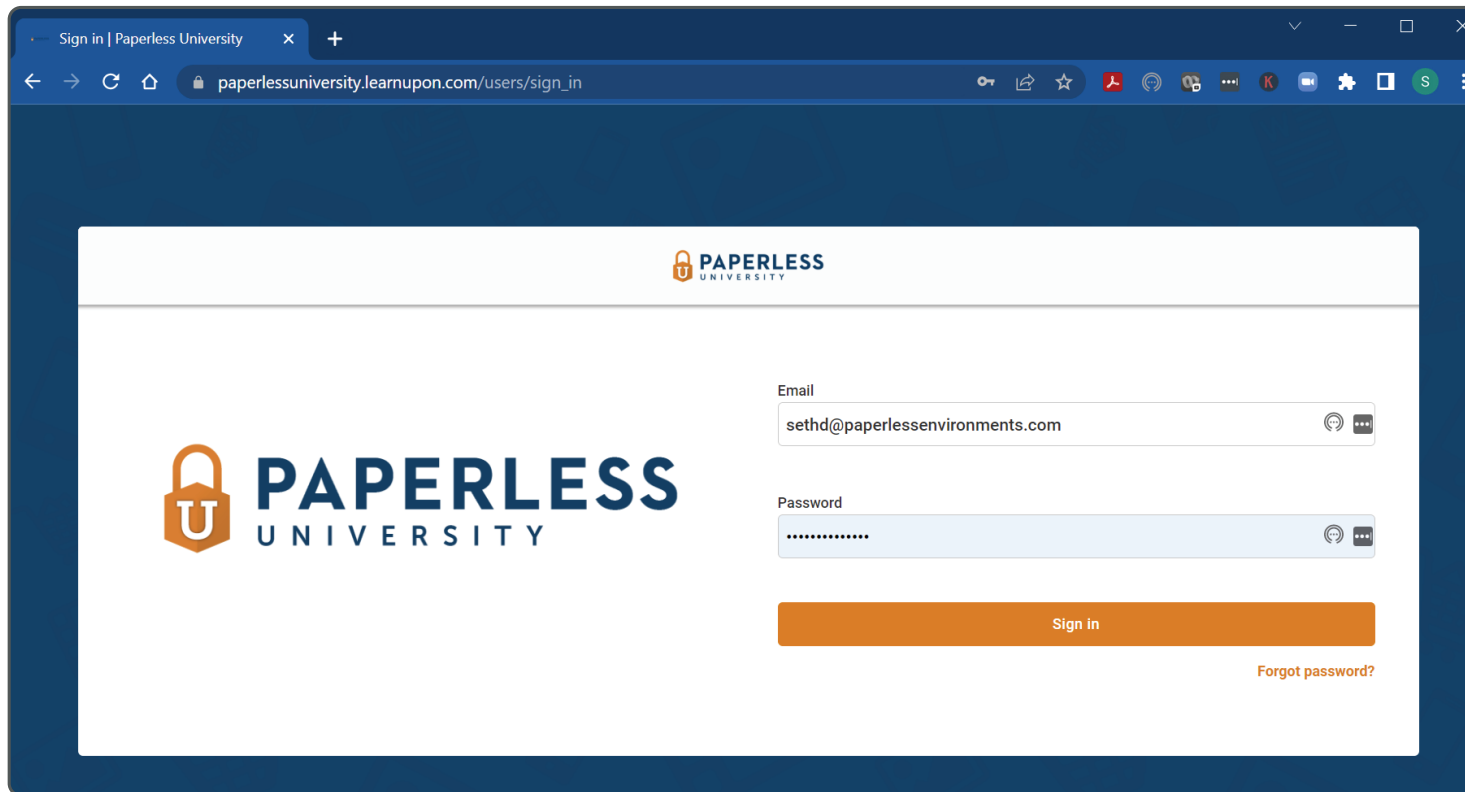 Sign in | Paperless University
paperlessuniversity.learnupon.com/users/sign_in
K
S
U PAPERLESS
UNIVERSITY
Email
sethd@paperlessenvironments.com
U PAPERLESS
UNIVERSITY
Password
••••••••••••••
Sign in
Forgot password?